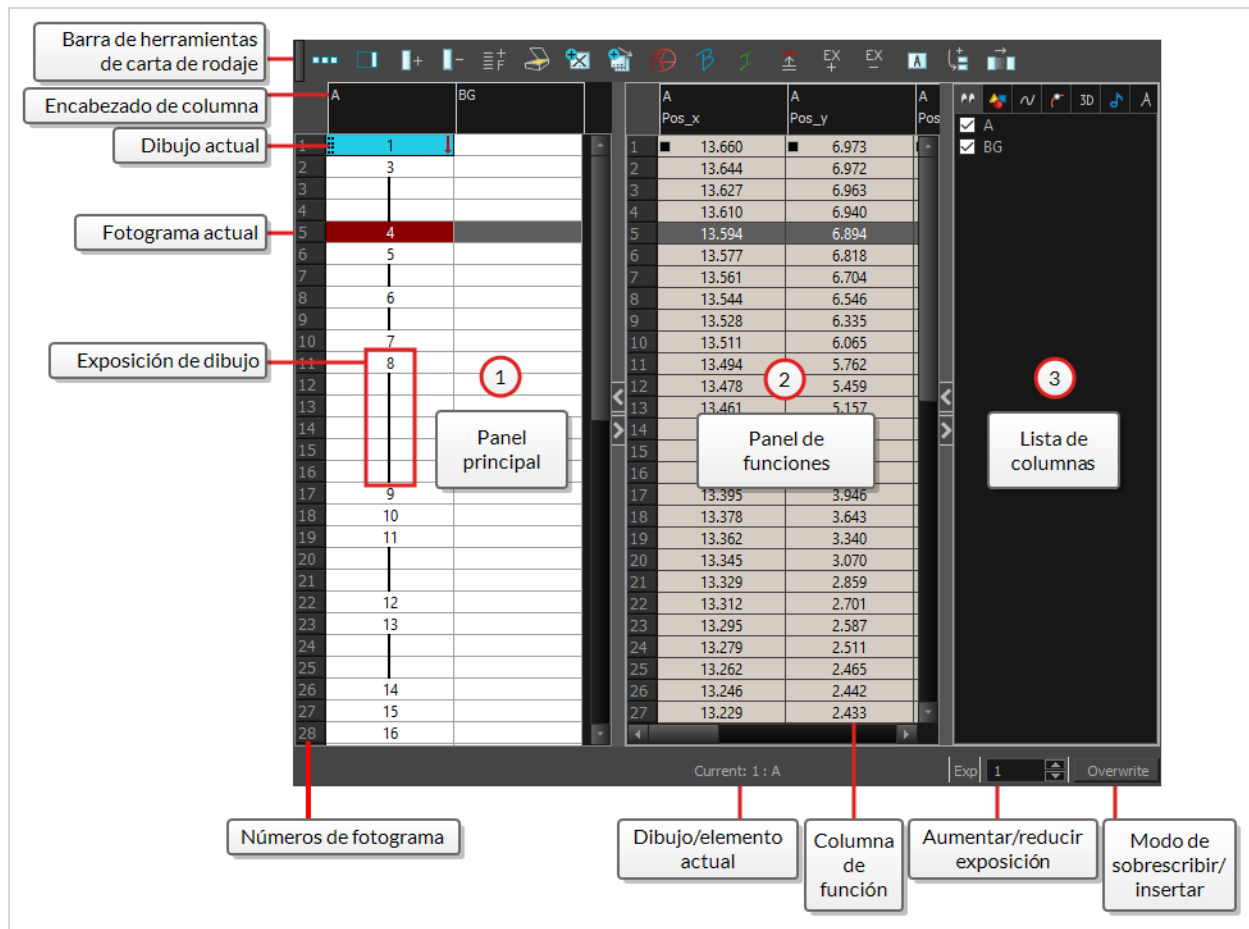 Barra de herramientas
de carta de rodaje
EX EX A
3D A
Encabezado de columna
A BG
A A A
Pos_x Pos_y Pos
A
BG
Dibujo actual
Fotograma actual
Exposición de dibujo
1 1 1 13.660 6.973
2 3 2 13.644 6.972
3 3 13.627 6.963
4 4 13.610 6.940
5 4 5 13.594 6.894
6 5 6 13.577 6.818
7 7 13.561 6.704
8 6 8 13.544 6.546
9 9 13.528 6.335
10 7 10 13.511 6.065
11 8 11 13.494 5.762
12 12 13.478 5.459
13 13 13.461 5.157
14 14
15 15
16 16
17 9 17 13.395 3.946
18 10 18 13.378 3.643
19 11 19 13.362 3.340
20 20 13.345 3.070
21 21 13.329 2.859
22 12 22 13.312 2.701
23 13 23 13.295 2.587
24 24 13.279 2.511
25 25 13.262 2.465
26 14 26 13.246 2.442
27 15 27 13.229 2.433
28 16
1
Panel
principal
2
Panel de
funciones
3
Lista de
columnas
Current: 1 : A
Exp 1 Overwrite
Números de fotograma
Dibujo/elemento
actual
Columna
de
función
Aumentar/reducir
exposición
Modo de
sobrescribir/
insertar